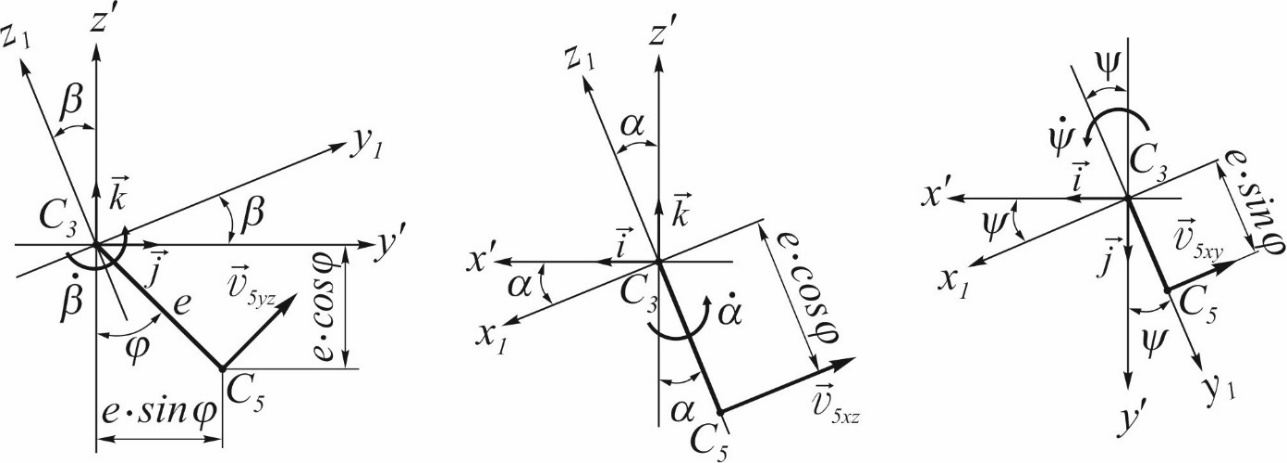 z′
z₁
β
y₁
k⃗
β
C₃
y′
j⃗
β̇
v⃗₅yz
e
φ
e·cosφ
C₅
e·sinφ
z′
z₁
α
k⃗
x′
i⃗
α
C₃
x₁
α̇
e·cosφ
α
v⃗₅xz
C₅
ψ
ψ̇
C₃
x′
i⃗
e·sinφ
ψ
j⃗
v⃗₅xy
x₁
C₅
ψ
y₁
y′